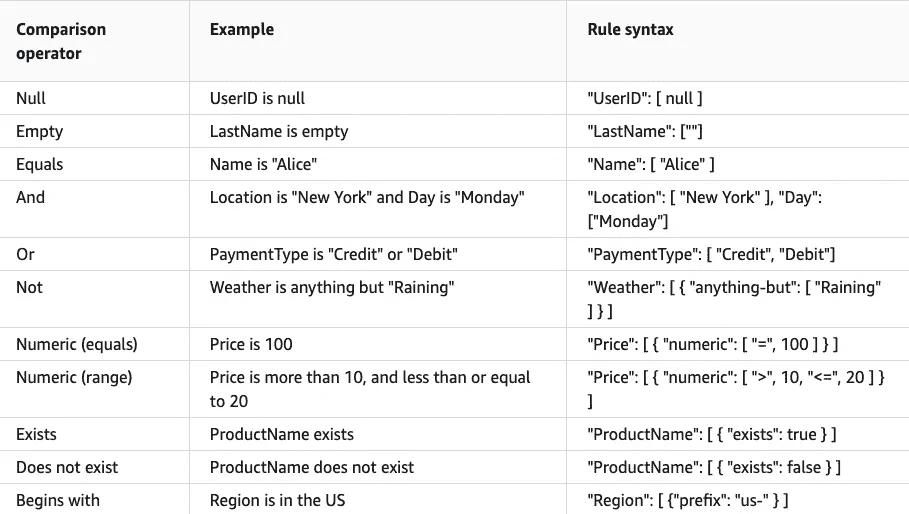 Comparison operator Example Rule syntax
Null UserID is null "UserID": [ null ]
Empty LastName is empty "LastName": [""]
Equals Name is "Alice" "Name": [ "Alice" ]
And Location is "New York" and Day is "Monday" "Location": [ "New York" ], "Day": ["Monday"]
Or PaymentType is "Credit" or "Debit" "PaymentType": [ "Credit", "Debit"]
Not Weather is anything but "Raining" "Weather": [ { "anything-but": [ "Raining" ] } ]
Numeric (equals) Price is 100 "Price": [ { "numeric": [ "=", 100 ] } ]
Numeric (range) Price is more than 10, and less than or equal to 20 "Price": [ { "numeric": [ ">", 10, "<=", 20 ] } ]
Exists ProductName exists "ProductName": [ { "exists": true } ]
Does not exist ProductName does not exist "ProductName": [ { "exists": false } ]
Begins with Region is in the US "Region": [ {"prefix": "us-" } ]